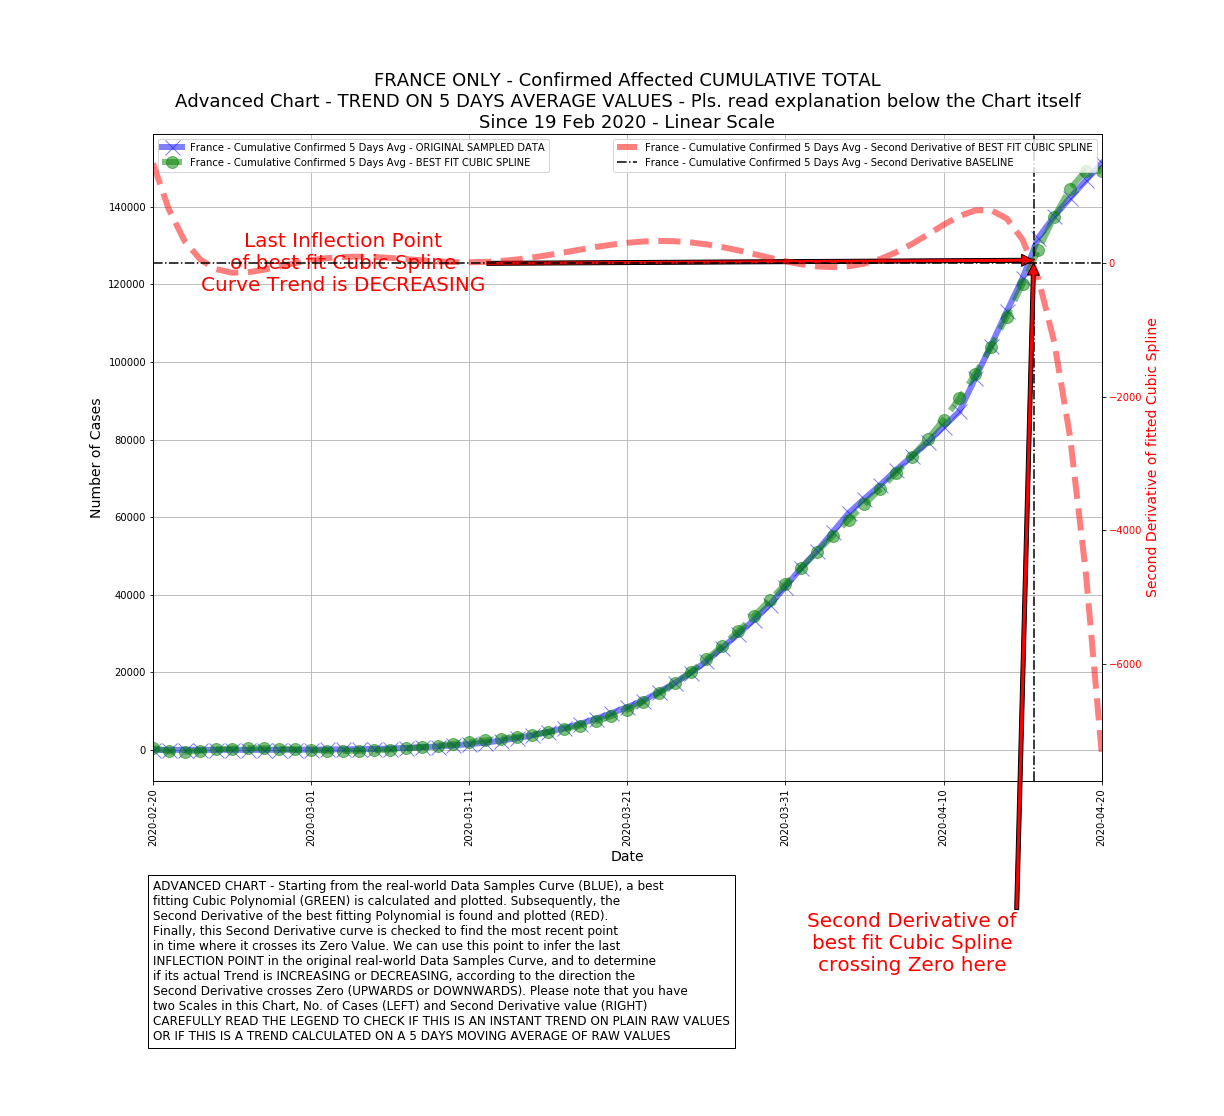 FRANCE ONLY - Confirmed Affected CUMULATIVE TOTAL
Advanced Chart - TREND ON 5 DAYS AVERAGE VALUES - Pls. read explanation below the Chart itself
Since 19 Feb 2020 - Linear Scale
France - Cumulative Confirmed 5 Days Avg - ORIGINAL SAMPLED DATA
France - Cumulative Confirmed 5 Days Avg - BEST FIT CUBIC SPLINE
France - Cumulative Confirmed 5 Days Avg - Second Derivative of BEST FIT CUBIC SPLINE
France - Cumulative Confirmed 5 Days Avg - Second Derivative BASELINE
Last Inflection Point
of best fit Cubic Spline
Curve Trend is DECREASING
Number of Cases
140000
120000
100000
80000
60000
40000
20000
0
0
−2000
−4000
−6000
Second Derivative of fitted Cubic Spline
2020-02-20
2020-03-01
2020-03-11
2020-03-21
2020-03-31
2020-04-10
2020-04-20
Date
Second Derivative of
best fit Cubic Spline
crossing Zero here
ADVANCED CHART - Starting from the real-world Data Samples Curve (BLUE), a best
fitting Cubic Polynomial (GREEN) is calculated and plotted. Subsequently, the
Second Derivative of the best fitting Polynomial is found and plotted (RED).
Finally, this Second Derivative curve is checked to find the most recent point
in time where it crosses its Zero Value. We can use this point to infer the last
INFLECTION POINT in the original real-world Data Samples Curve, and to determine
if its actual Trend is INCREASING or DECREASING, according to the direction the
Second Derivative crosses Zero (UPWARDS or DOWNWARDS). Please note that you have
two Scales in this Chart, No. of Cases (LEFT) and Second Derivative value (RIGHT)
CAREFULLY READ THE LEGEND TO CHECK IF THIS IS AN INSTANT TREND ON PLAIN RAW VALUES
OR IF THIS IS A TREND CALCULATED ON A 5 DAYS MOVING AVERAGE OF RAW VALUES